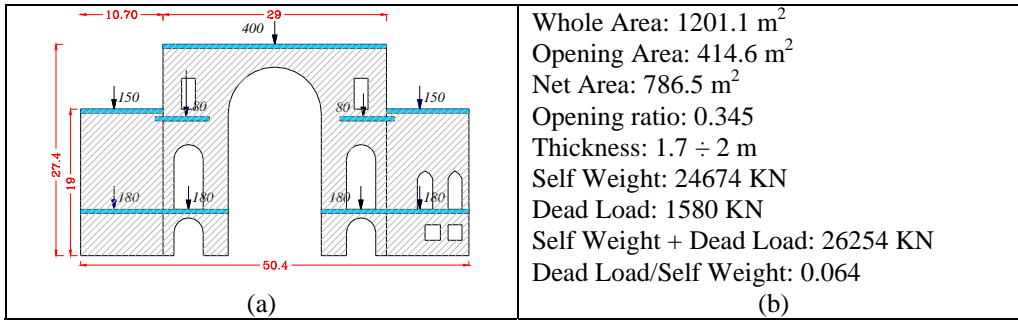 10.70
29
400
150
80
80
150
27.4
19
180
180
180
180
50.4
(a)
Whole Area: 1201.1 m²
Opening Area: 414.6 m²
Net Area: 786.5 m²
Opening ratio: 0.345
Thickness: 1.7 ÷ 2 m
Self Weight: 24674 KN
Dead Load: 1580 KN
Self Weight + Dead Load: 26254 KN
Dead Load/Self Weight: 0.064
(b)